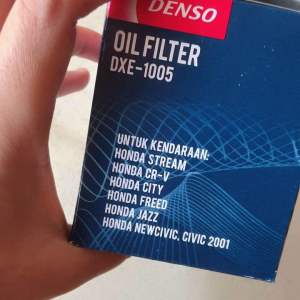 DENSO
OIL FILTER
DXE-1005
UNTUK KENDARAAN:
HONDA STREAM
HONDA CR-V
HONDA CITY
HONDA FREED
HONDA JAZZ
HONDA NEWCIVIC, CIVIC 2001